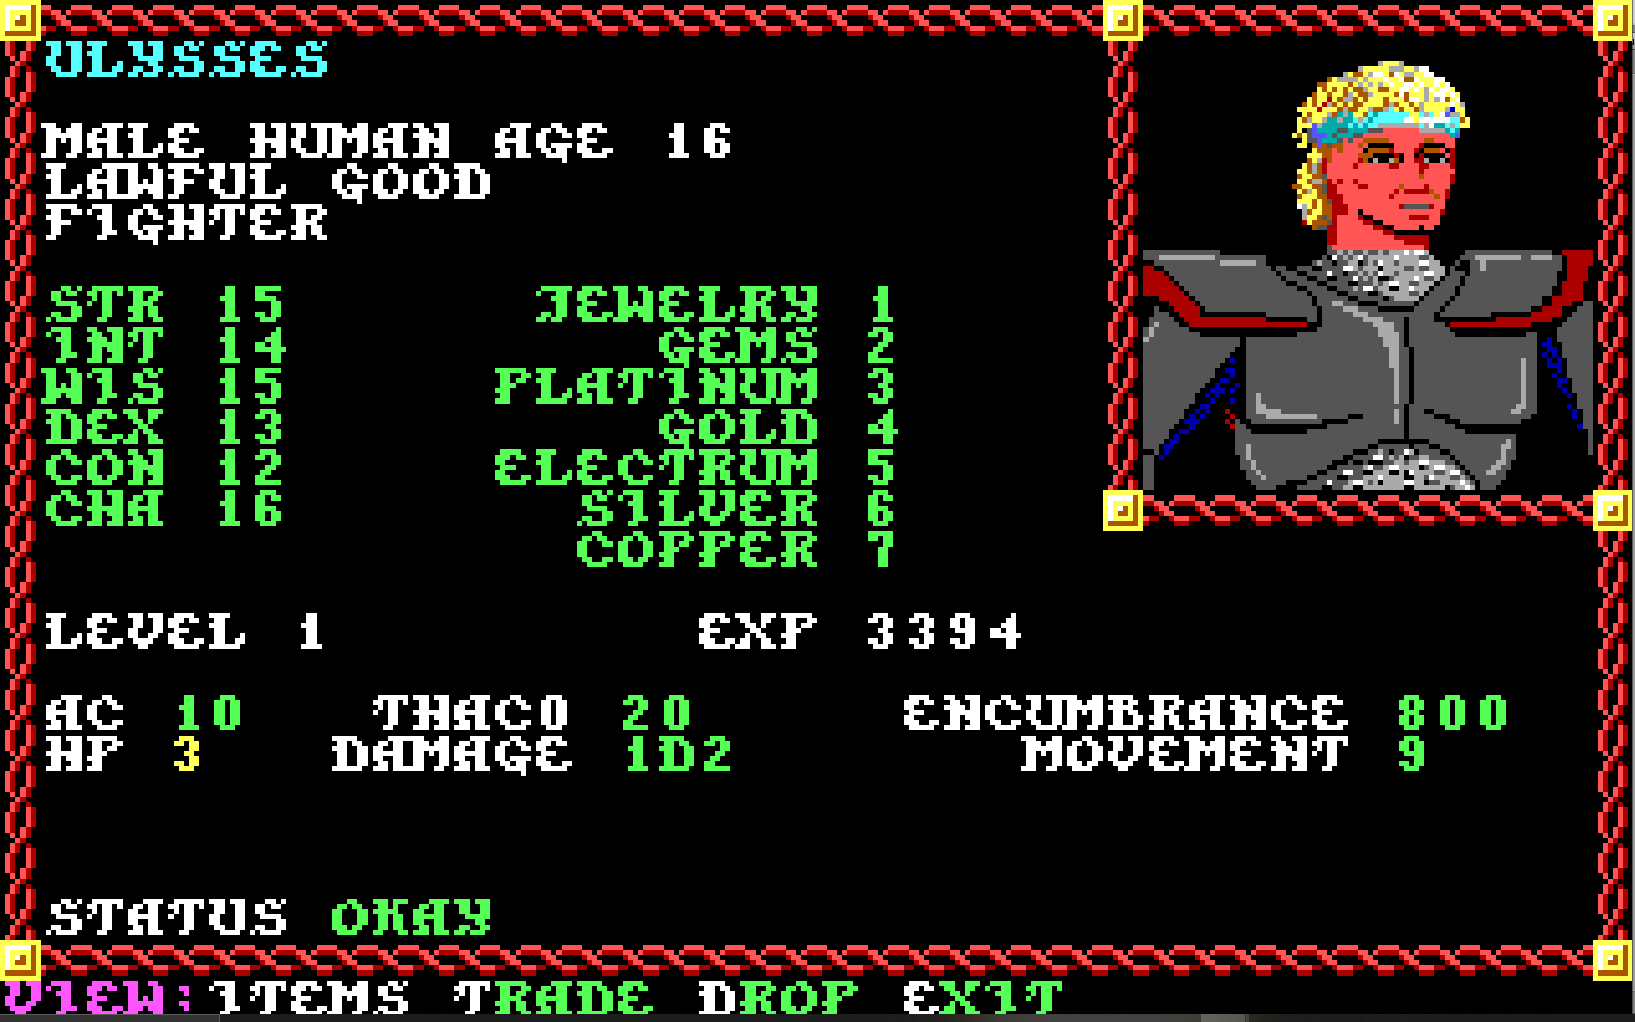 ULYSSES
MALE HUMAN AGE 16
LAWFUL GOOD
FIGHTER
STR 15 JEWELRY 1
INT 14 GEMS 2
WIS 15 PLATINUM 3
DEX 13 GOLD 4
CON 12 ELECTRUM 5
CHA 16 SILVER 6
COPPER 7
LEVEL 1 EXP 3394
AC 10 THAC0 20 ENCUMBRANCE 800
HP 3 DAMAGE 1D2 MOVEMENT 9
STATUS OKAY
VIEW: ITEMS TRADE DROP EXIT